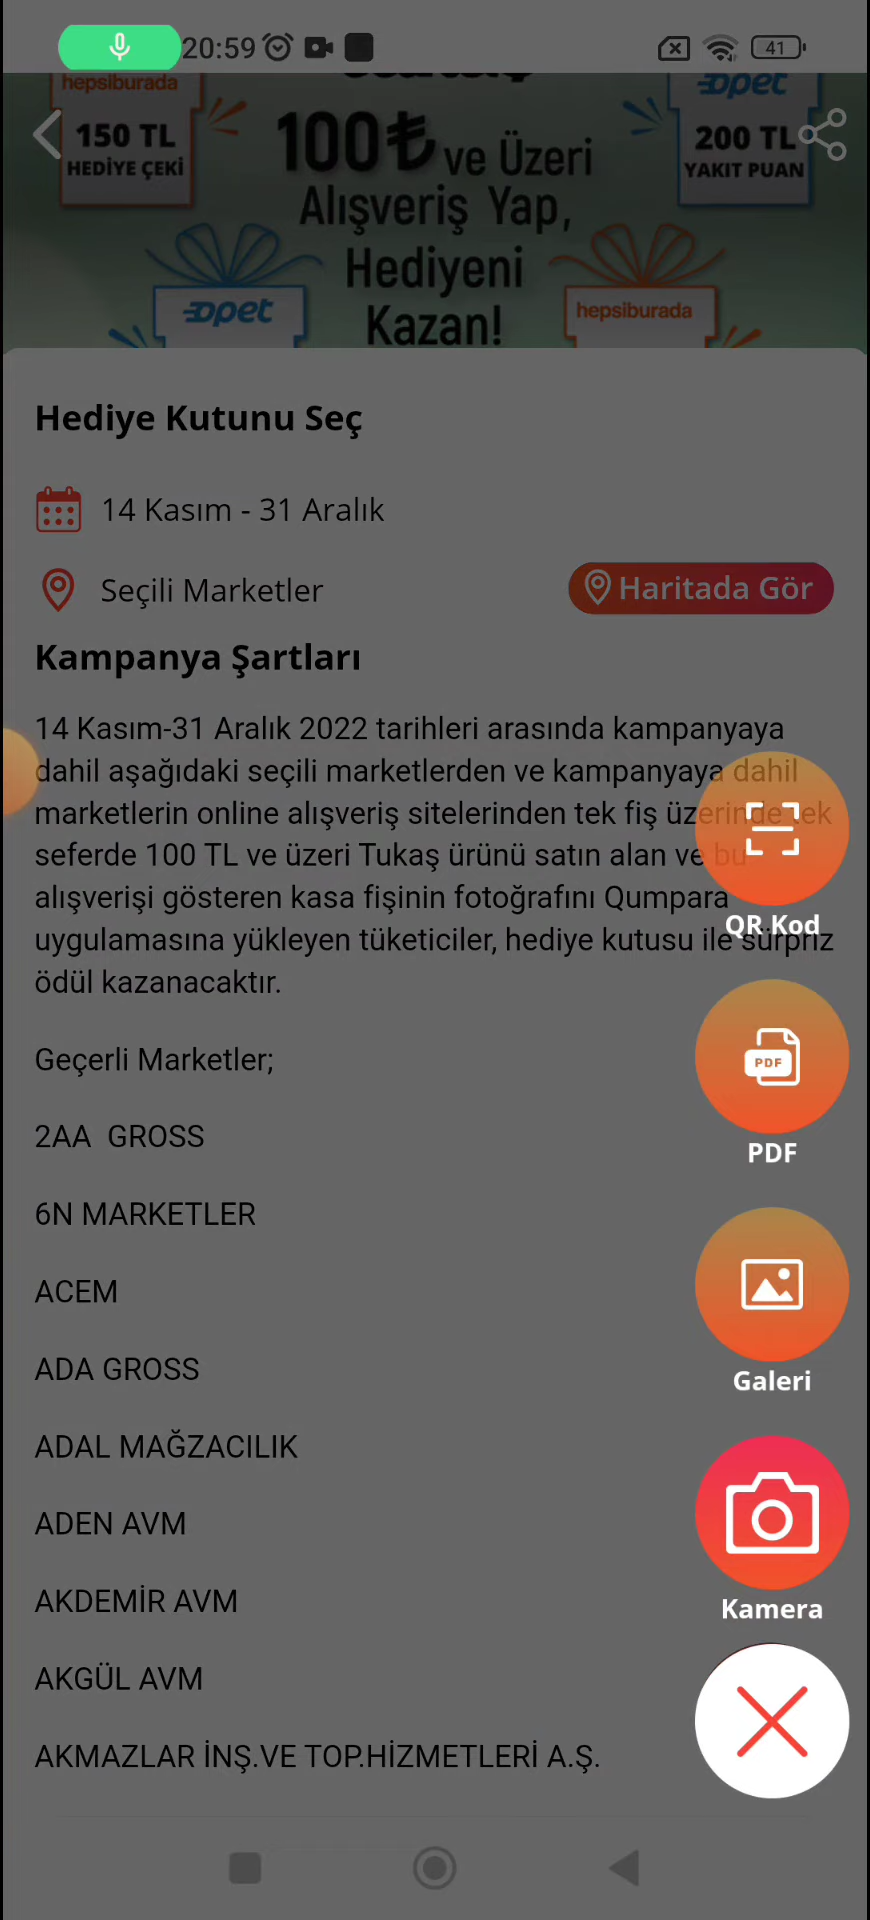 20:59
41
hepsiburada
150 TL
HEDİYE ÇEKİ
100₺ ve Üzeri
Alışveriş Yap,
Hediyeni
Kazan!
opet
200 TL
YAKIT PUAN
opet
hepsiburada
Hediye Kutunu Seç
14 Kasım - 31 Aralık
Seçili Marketler
Haritada Gör
Kampanya Şartları
14 Kasım-31 Aralık 2022 tarihleri arasında kampanyaya
dahil aşağıdaki seçili marketlerden ve kampanyaya dahil
marketlerin online alışveriş sitelerinden tek fiş üzerinde tek
seferde 100 TL ve üzeri Tukaş ürünü satın alan ve bu
alışverişi gösteren kasa fişinin fotoğrafını Qumpara
uygulamasına yükleyen tüketiciler, hediye kutusu ile sürpriz
ödül kazanacaktır.
Geçerli Marketler;
2AA  GROSS
6N MARKETLER
ACEM
ADA GROSS
ADAL MAĞZACILIK
ADEN AVM
AKDEMİR AVM
AKGÜL AVM
AKMAZLAR İNŞ.VE TOP.HİZMETLERİ A.Ş.
QR Kod
PDF
PDF
Galeri
Kamera